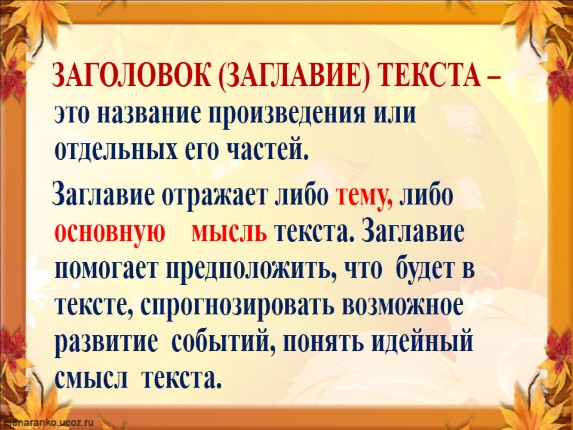 ЗАГОЛОВОК (ЗАГЛАВИЕ) ТЕКСТА –
это название произведения или
отдельных его частей.
Заглавие отражает либо тему, либо
основную мысль текста. Заглавие
помогает предположить, что будет в
тексте, спрогнозировать возможное
развитие событий, понять идейный
смысл текста.
elenaranko.ucoz.ru